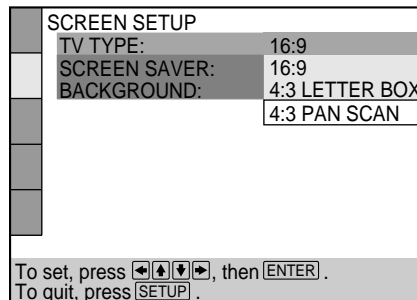 SCREEN SETUP
TV TYPE: 16:9
SCREEN SAVER: 16:9
BACKGROUND: 4:3 LETTER BOX
4:3 PAN SCAN
To set, press ←↑↓→, then ENTER.
To quit, press SETUP.